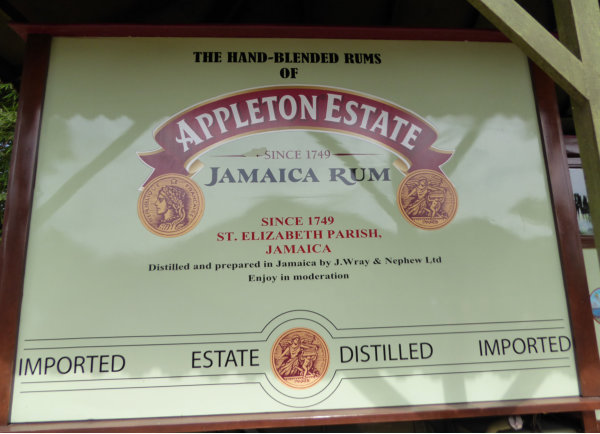 THE HAND-BLENDED RUMS
OF
APPLETON ESTATE
SINCE 1749
JAMAICA RUM
SINCE 1749
ST. ELIZABETH PARISH,
JAMAICA
Distilled and prepared in Jamaica by J.Wray & Nephew Ltd
Enjoy in moderation
IMPORTED ESTATE DISTILLED IMPORTED